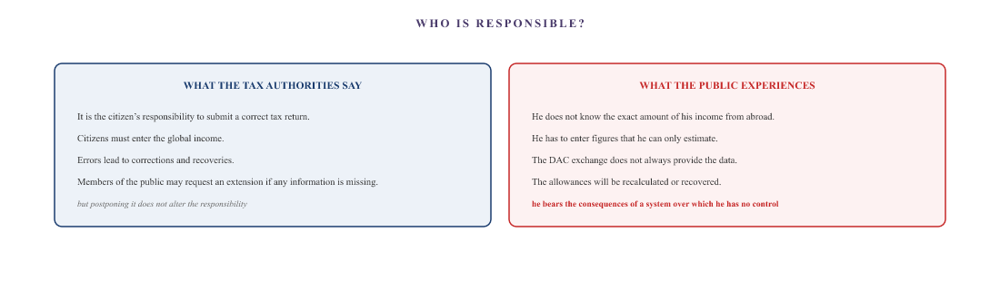 WHO IS RESPONSIBLE?
WHAT THE TAX AUTHORITIES SAY
It is the citizen’s responsibility to submit a correct tax return.
Citizens must enter the global income.
Errors lead to corrections and recoveries.
Members of the public may request an extension if any information is missing.
but postponing it does not alter the responsibility
WHAT THE PUBLIC EXPERIENCES
He does not know the exact amount of his income from abroad.
He has to enter figures that he can only estimate.
The DAC exchange does not always provide the data.
The allowances will be recalculated or recovered.
he bears the consequences of a system over which he has no control